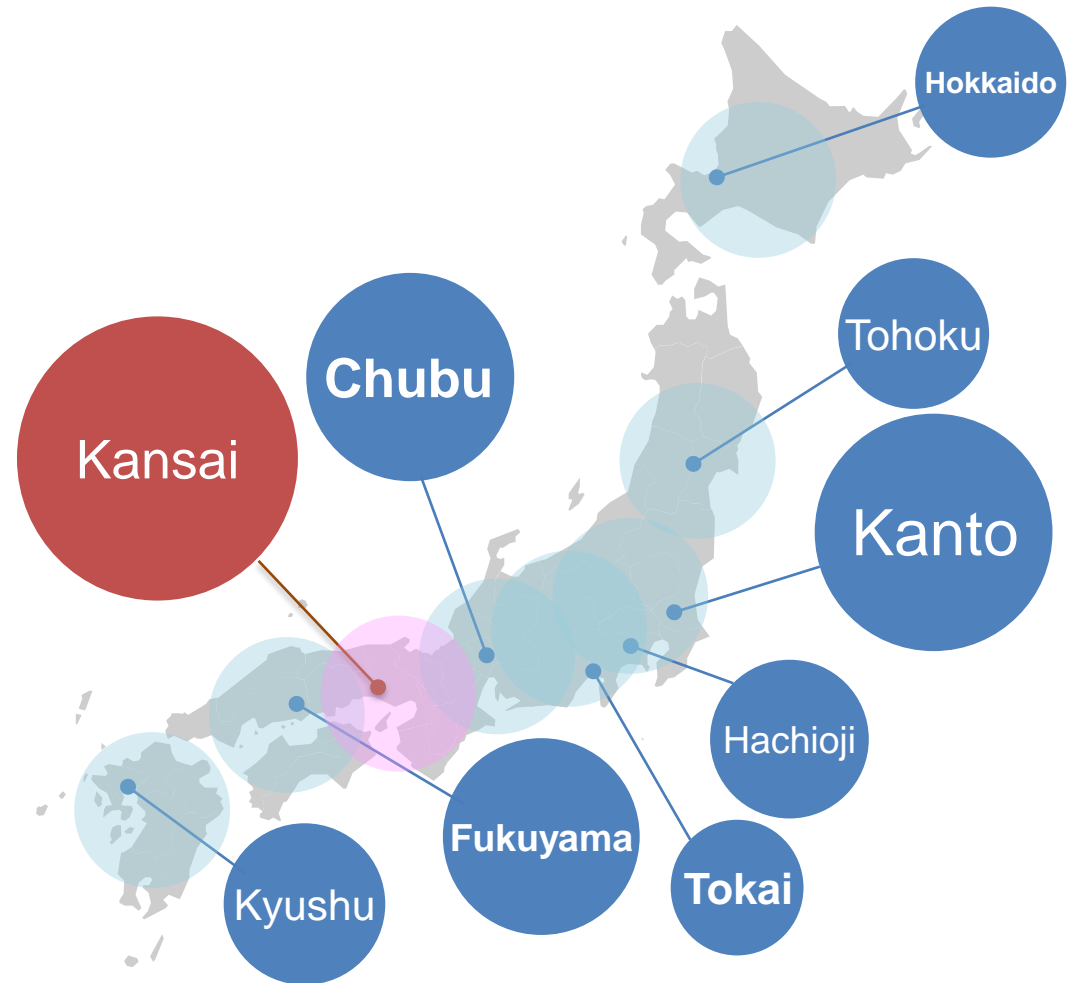 Hokkaido
Tohoku
Chubu
Kansai
Kanto
Hachioji
Fukuyama
Tokai
Kyushu